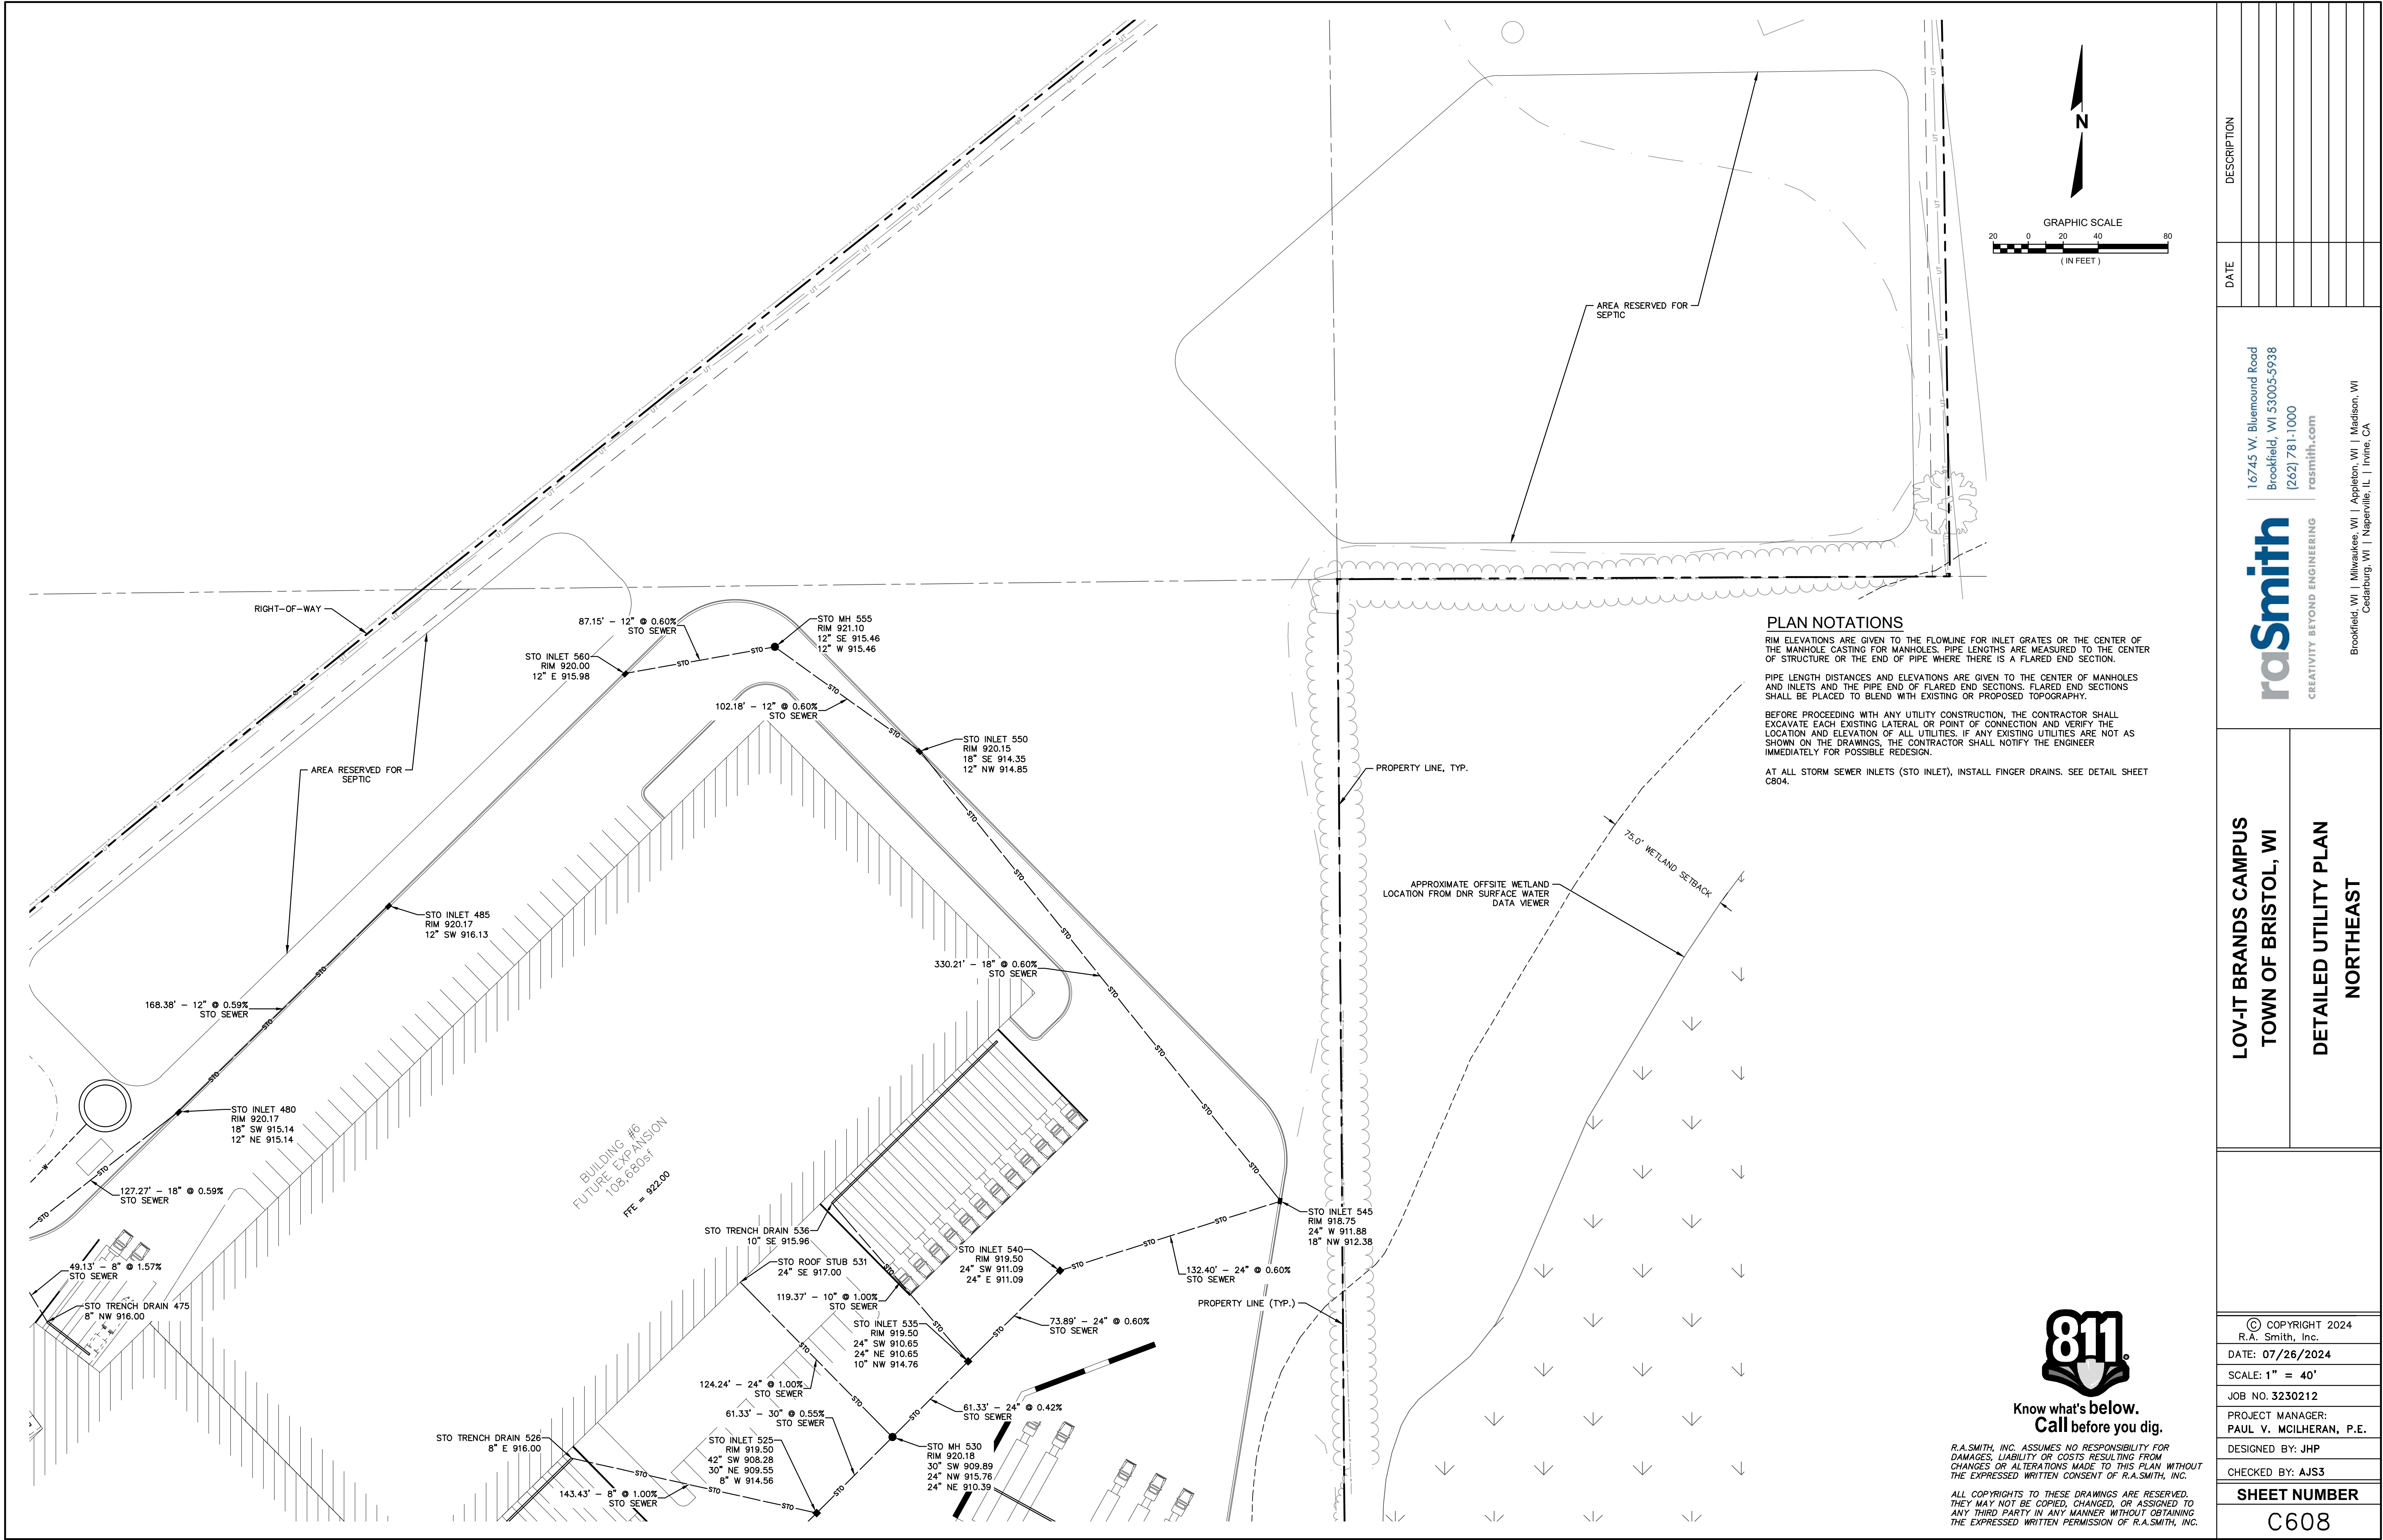 GRAPHIC SCALE
20 0 20 40 80
( IN FEET )
N
AREA RESERVED FOR
SEPTIC
RIGHT-OF-WAY
87.15' - 12" @ 0.60%
STO SEWER
STO MH 555
RIM 921.10
12" SE 915.46
12" W 915.46
STO INLET 560
RIM 920.00
12" E 915.98
102.18' - 12" @ 0.60%
STO SEWER
STO INLET 550
RIM 920.15
18" SE 914.35
12" NW 914.85
AREA RESERVED FOR
SEPTIC
PROPERTY LINE, TYP.
STO INLET 485
RIM 920.17
12" SW 916.13
330.21' - 18" @ 0.60%
STO SEWER
168.38' - 12" @ 0.59%
STO SEWER
STO INLET 480
RIM 920.17
18" SW 915.14
12" NE 915.14
127.27' - 18" @ 0.59%
STO SEWER
BUILDING #6
FUTURE EXPANSION
108,680sf
FFE = 922.00
49.13' - 8" @ 1.57%
STO SEWER
STO TRENCH DRAIN 475
8" NW 916.00
STO TRENCH DRAIN 536
10" SE 915.96
STO ROOF STUB 531
24" SE 917.00
119.37' - 10" @ 1.00%
STO SEWER
STO INLET 540
RIM 919.50
24" SW 911.09
24" E 911.09
STO INLET 545
RIM 918.75
24" W 911.88
18" NW 912.38
132.40' - 24" @ 0.60%
STO SEWER
PROPERTY LINE (TYP.)
73.89' - 24" @ 0.60%
STO SEWER
STO INLET 535
RIM 919.50
24" SW 910.65
24" NE 910.65
10" NW 914.76
124.24' - 24" @ 1.00%
STO SEWER
61.33' - 30" @ 0.55%
STO SEWER
61.33' - 24" @ 0.42%
STO SEWER
STO TRENCH DRAIN 526
8" E 916.00
STO INLET 525
RIM 919.50
42" SW 908.28
30" NE 909.55
8" W 914.56
STO MH 530
RIM 920.18
30" SW 909.89
24" NW 915.76
24" NE 910.39
143.43' - 8" @ 1.00%
STO SEWER
75.0' WETLAND SETBACK
APPROXIMATE OFFSITE WETLAND
LOCATION FROM DNR SURFACE WATER
DATA VIEWER
PLAN NOTATIONS
RIM ELEVATIONS ARE GIVEN TO THE FLOWLINE FOR INLET GRATES OR THE CENTER OF
THE MANHOLE CASTING FOR MANHOLES. PIPE LENGTHS ARE MEASURED TO THE CENTER
OF STRUCTURE OR THE END OF PIPE WHERE THERE IS A FLARED END SECTION.
PIPE LENGTH DISTANCES AND ELEVATIONS ARE GIVEN TO THE CENTER OF MANHOLES
AND INLETS AND THE PIPE END OF FLARED END SECTIONS. FLARED END SECTIONS
SHALL BE PLACED TO BLEND WITH EXISTING OR PROPOSED TOPOGRAPHY.
BEFORE PROCEEDING WITH ANY UTILITY CONSTRUCTION, THE CONTRACTOR SHALL
EXCAVATE EACH EXISTING LATERAL OR POINT OF CONNECTION AND VERIFY THE
LOCATION AND ELEVATION OF ALL UTILITIES. IF ANY EXISTING UTILITIES ARE NOT AS
SHOWN ON THE DRAWINGS, THE CONTRACTOR SHALL NOTIFY THE ENGINEER
IMMEDIATELY FOR POSSIBLE REDESIGN.
AT ALL STORM SEWER INLETS (STO INLET), INSTALL FINGER DRAINS. SEE DETAIL SHEET
C804.
811
Know what's below.
Call before you dig.
R.A.SMITH, INC. ASSUMES NO RESPONSIBILITY FOR
DAMAGES, LIABILITY OR COSTS RESULTING FROM
CHANGES OR ALTERATIONS MADE TO THIS PLAN WITHOUT
THE EXPRESSED WRITTEN CONSENT OF R.A.SMITH, INC.
ALL COPYRIGHTS TO THESE DRAWINGS ARE RESERVED.
THEY MAY NOT BE COPIED, CHANGED, OR ASSIGNED TO
ANY THIRD PARTY IN ANY MANNER WITHOUT OBTAINING
THE EXPRESSED WRITTEN PERMISSION OF R.A.SMITH, INC.
DESCRIPTION
DATE
raSmith
CREATIVITY BEYOND ENGINEERING
16745 W. Bluemound Road
Brookfield, WI 53005-5938
(262) 781-1000
rasmith.com
Brookfield, WI | Milwaukee, WI | Appleton, WI | Madison, WI
Cedarburg, WI | Naperville, IL | Irvine, CA
LOV-IT BRANDS CAMPUS
TOWN OF BRISTOL, WI
DETAILED UTILITY PLAN
NORTHEAST
© COPYRIGHT 2024
R.A. Smith, Inc.
DATE: 07/26/2024
SCALE: 1" = 40'
JOB NO. 3230212
PROJECT MANAGER:
PAUL V. MCILHERAN, P.E.
DESIGNED BY: JHP
CHECKED BY: AJS3
SHEET NUMBER
C608